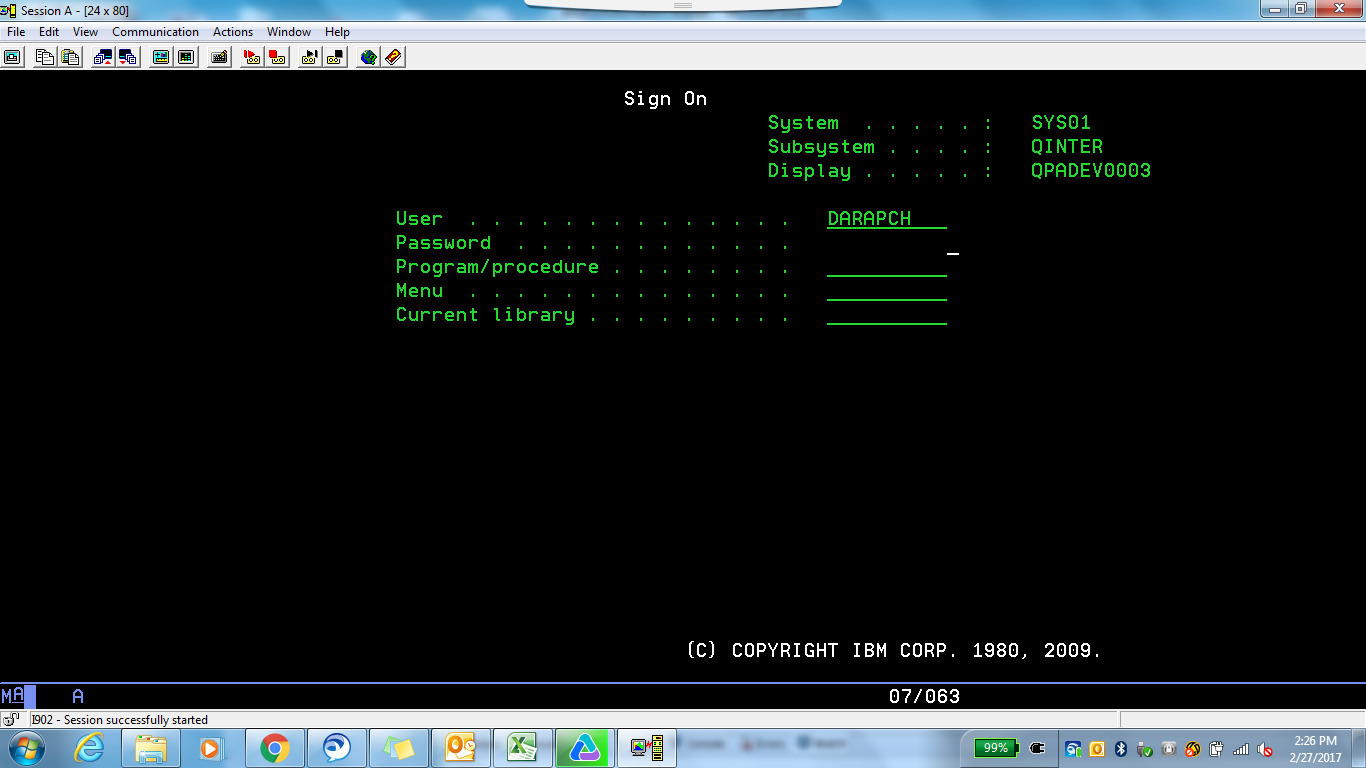 Session A - [24 x 80]
File Edit View Communication Actions Window Help
Sign On
System . . . . . : SYS01
Subsystem . . . . : QINTER
Display . . . . . : QPADEV0003
User . . . . . . . . . . . . . . DARAPCH
Password . . . . . . . . . . . .
Program/procedure . . . . . . . .
Menu . . . . . . . . . . . . . .
Current library . . . . . . . . .
(C) COPYRIGHT IBM CORP. 1980, 2009.
MA A 07/063
I902 - Session successfully started
99% 2:26 PM
2/27/2017